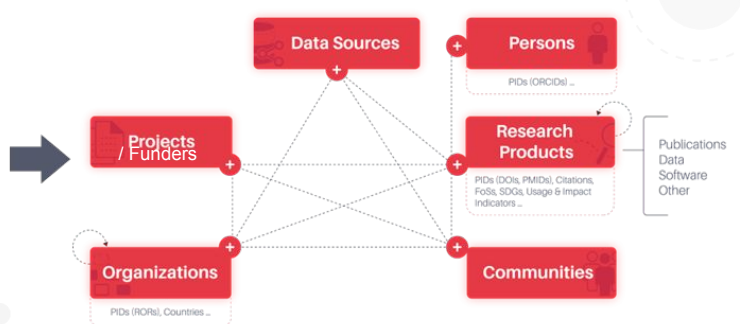 Data Sources
Persons
PIDs (ORCIDs) ...
Projects
/ Funders
Research
Products
PIDs (DOIs, PMIDs), Citations,
FoSs, SDGs, Usage & Impact
Indicators ...
Publications
Data
Software
Other
Organizations
PIDs (RORs), Countries ...
Communities